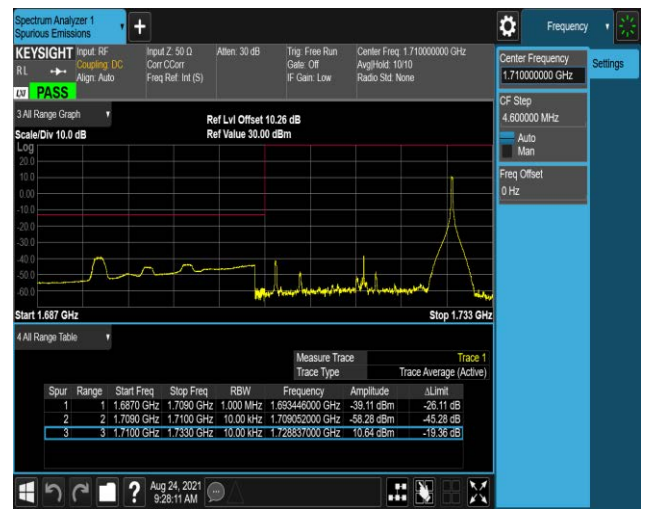 Spectrum Analyzer 1
Spurious Emissions
Frequency
KEYSIGHT Input: RF Input Z: 50 Ω Atten: 30 dB Trig: Free Run Center Freq: 1.710000000 GHz
RL Coupling: DC Corr CCorr Gate: Off Avg|Hold: 10/10
Align: Auto Freq Ref: Int (S) IF Gain: Low Radio Std: None
LXI PASS
Center Frequency
1.710000000 GHz
Settings
CF Step
4.600000 MHz
Auto
Man
Freq Offset
0 Hz
3 All Range Graph
Ref Lvl Offset 10.26 dB
Scale/Div 10.0 dB Ref Value 30.00 dBm
Log
20.0
10.0
0.00
-10.0
-20.0
-30.0
-40.0
-50.0
-60.0
Start 1.687 GHz Stop 1.733 GHz
4 All Range Table
Measure Trace Trace 1
Trace Type Trace Average (Active)
Spur Range Start Freq Stop Freq RBW Frequency Amplitude ΔLimit
1 1 1.6870 GHz 1.7090 GHz 1.000 MHz 1.693446000 GHz -39.11 dBm -26.11 dB
2 2 1.7090 GHz 1.7100 GHz 10.00 kHz 1.709052000 GHz -58.28 dBm -45.28 dB
3 3 1.7100 GHz 1.7330 GHz 10.00 kHz 1.728837000 GHz 10.64 dBm -19.36 dB
? Aug 24, 2021
9:28:11 AM